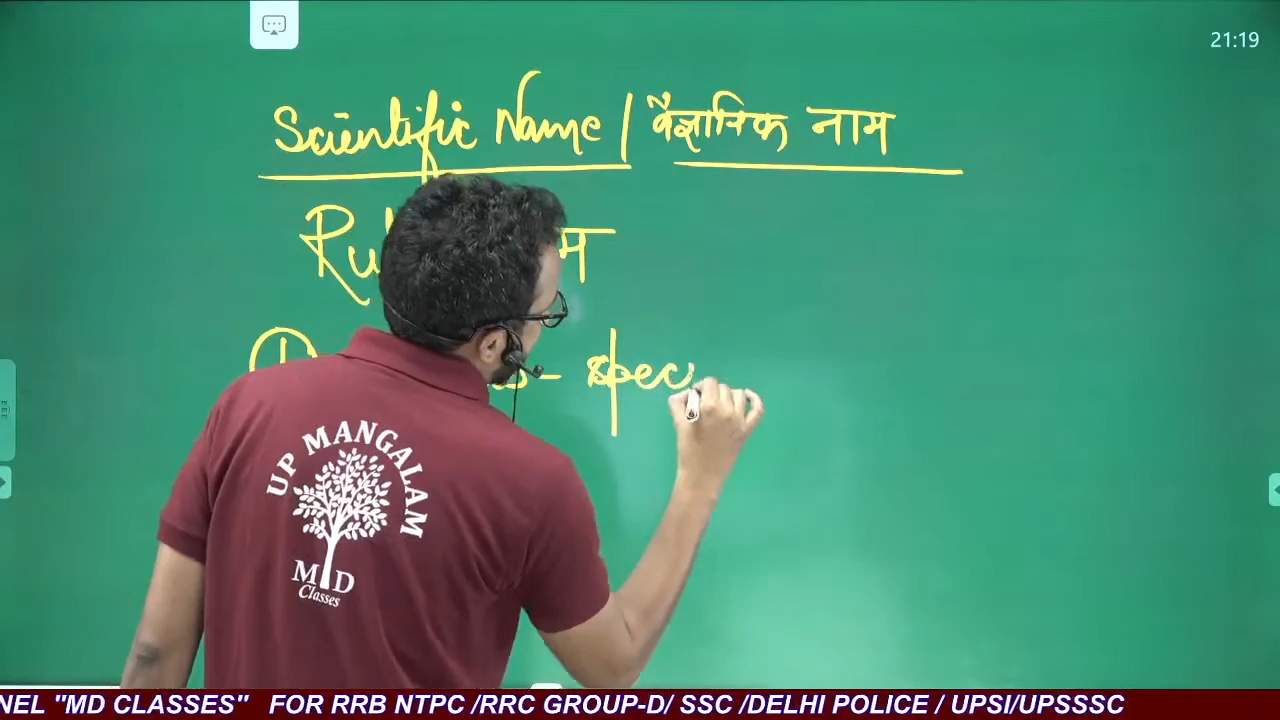 21:19
Scientific Name / वैज्ञानिक नाम
UP MANGALAM
MD
Classes
NEL "MD CLASSES" FOR RRB NTPC /RRC GROUP-D/ SSC /DELHI POLICE / UPSI/UPSSSC